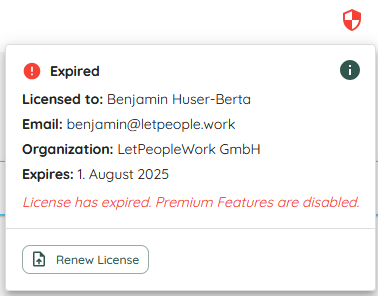 Expired
Licensed to: Benjamin Huser-Berta
Email: benjamin@letpeople.work
Organization: LetPeopleWork GmbH
Expires: 1. August 2025
License has expired. Premium Features are disabled.
Renew License